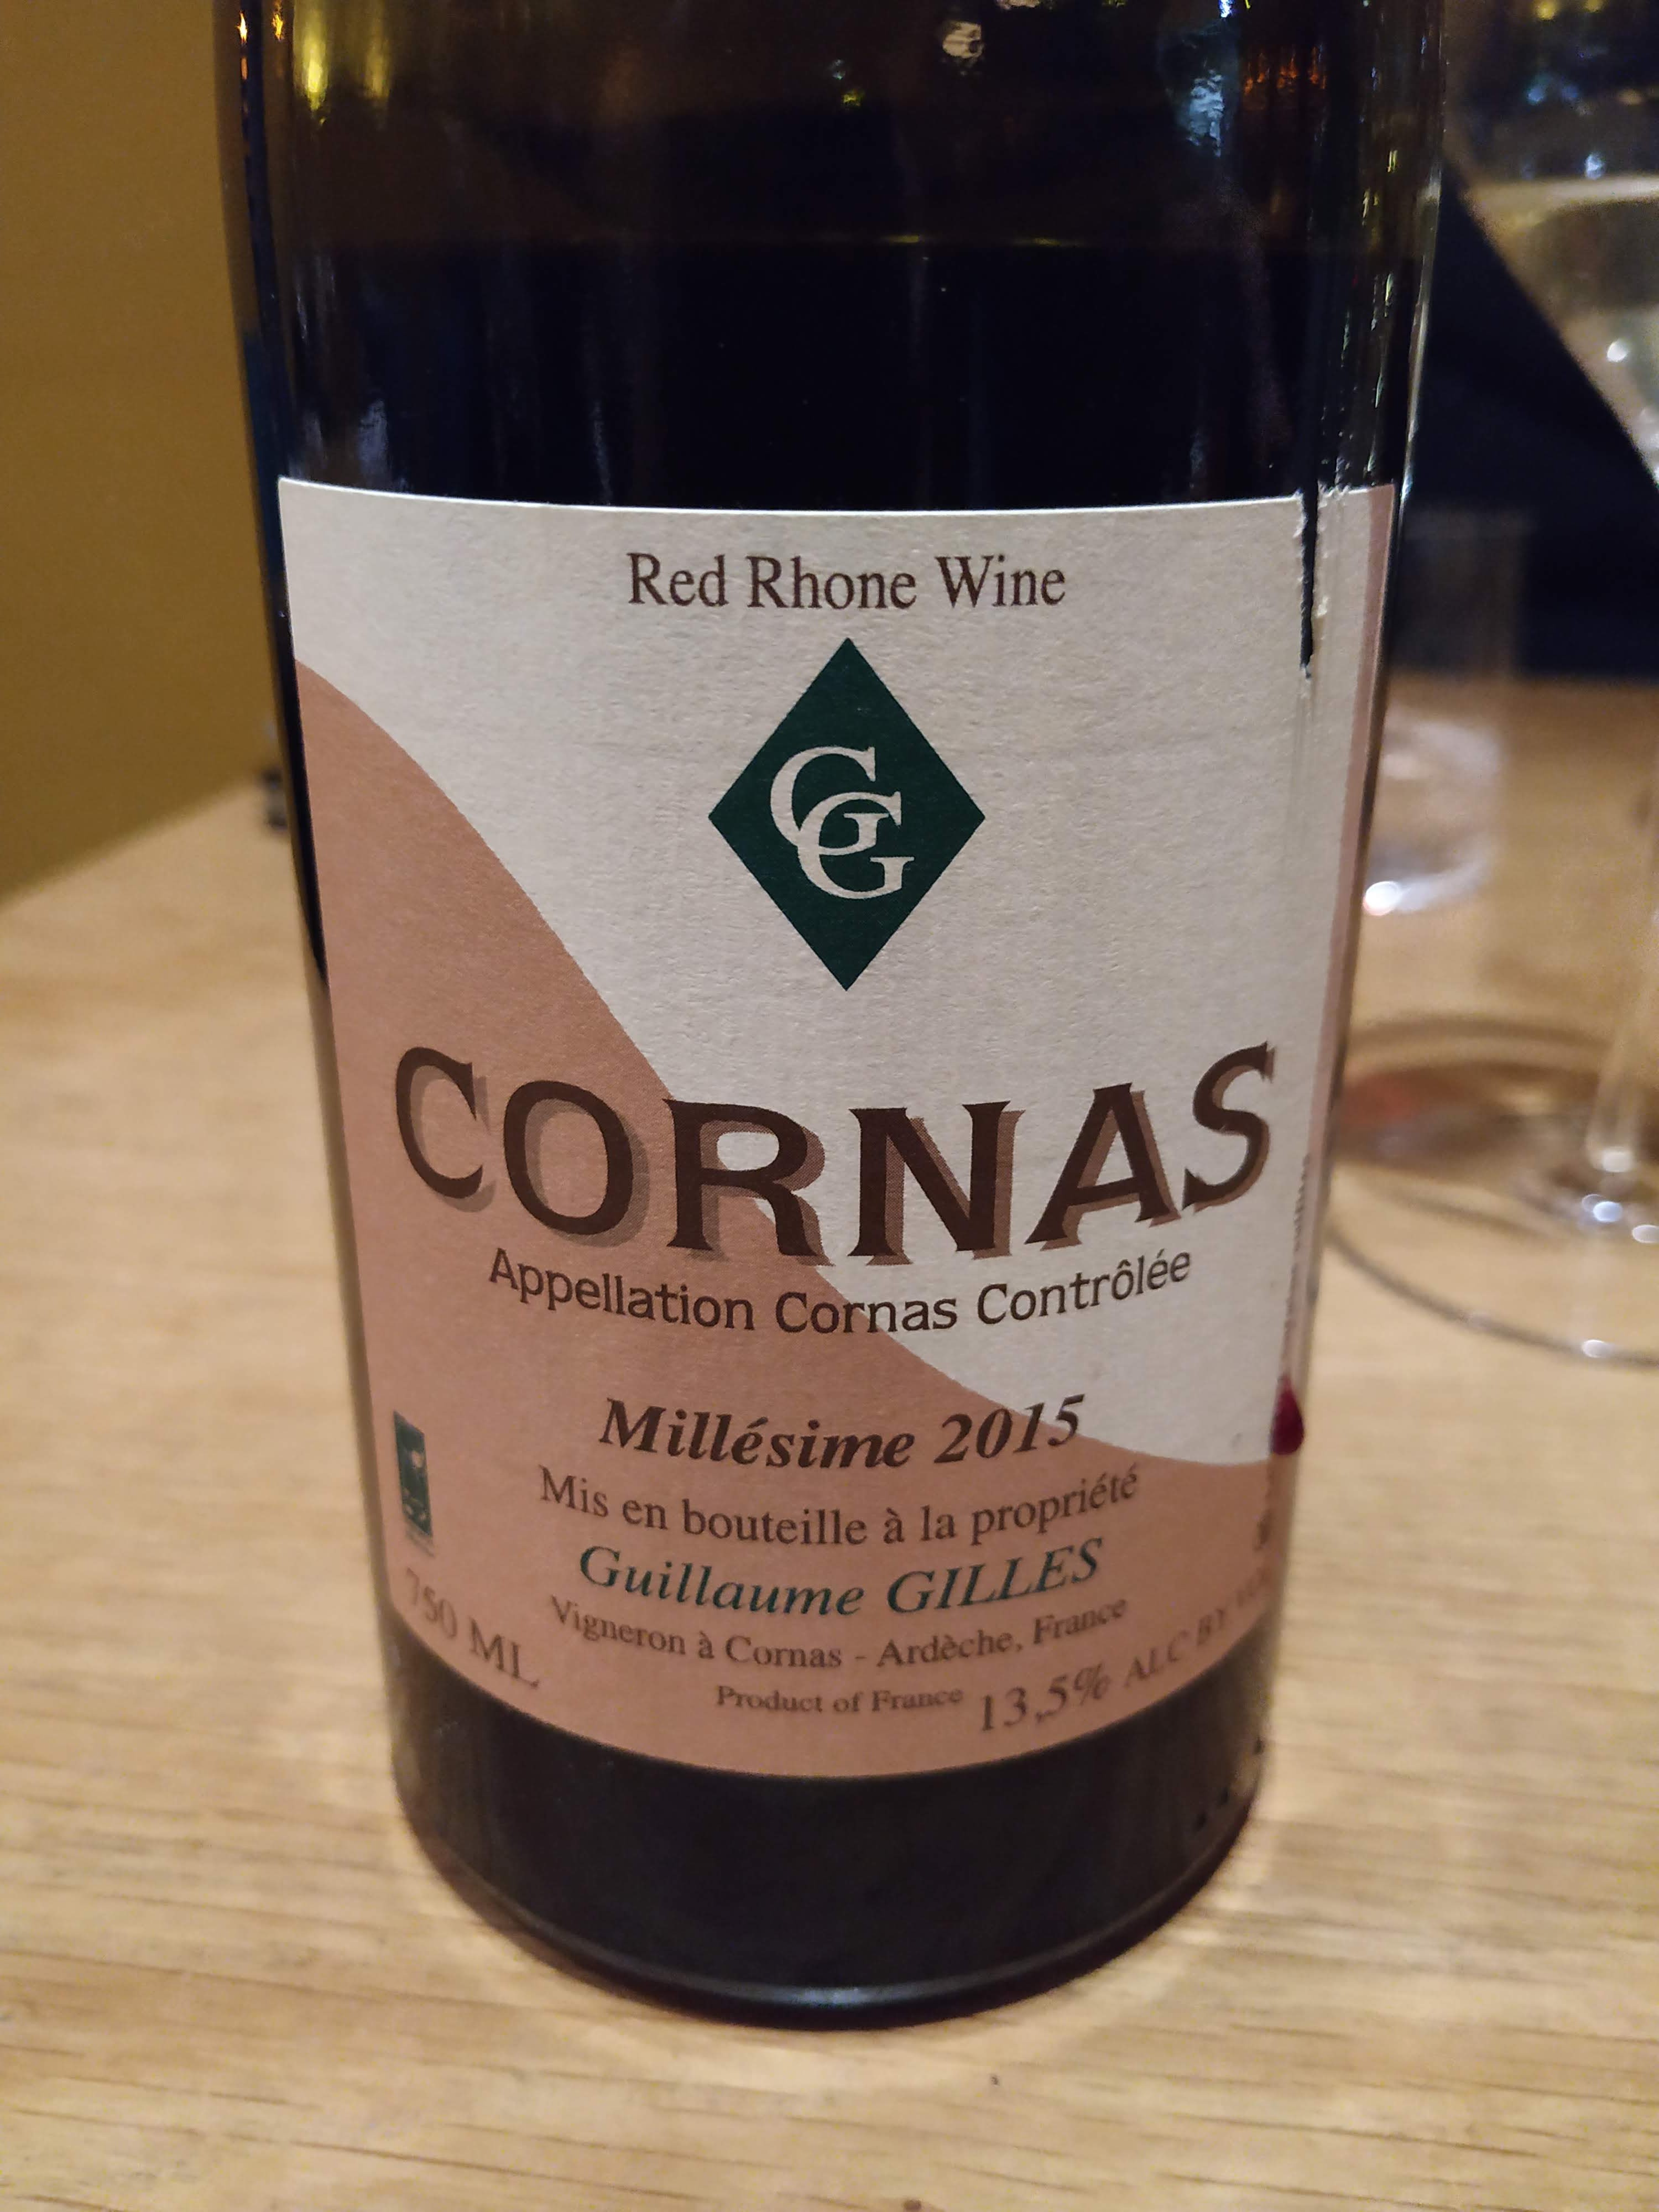 Red Rhone Wine
GG
CORNAS
Appellation Cornas Contrôlée
Millésime 2015
Mis en bouteille à la propriété
Guillaume GILLES
Vigneron à Cornas - Ardèche, France
750 ML
Product of France
13,5% ALC BY